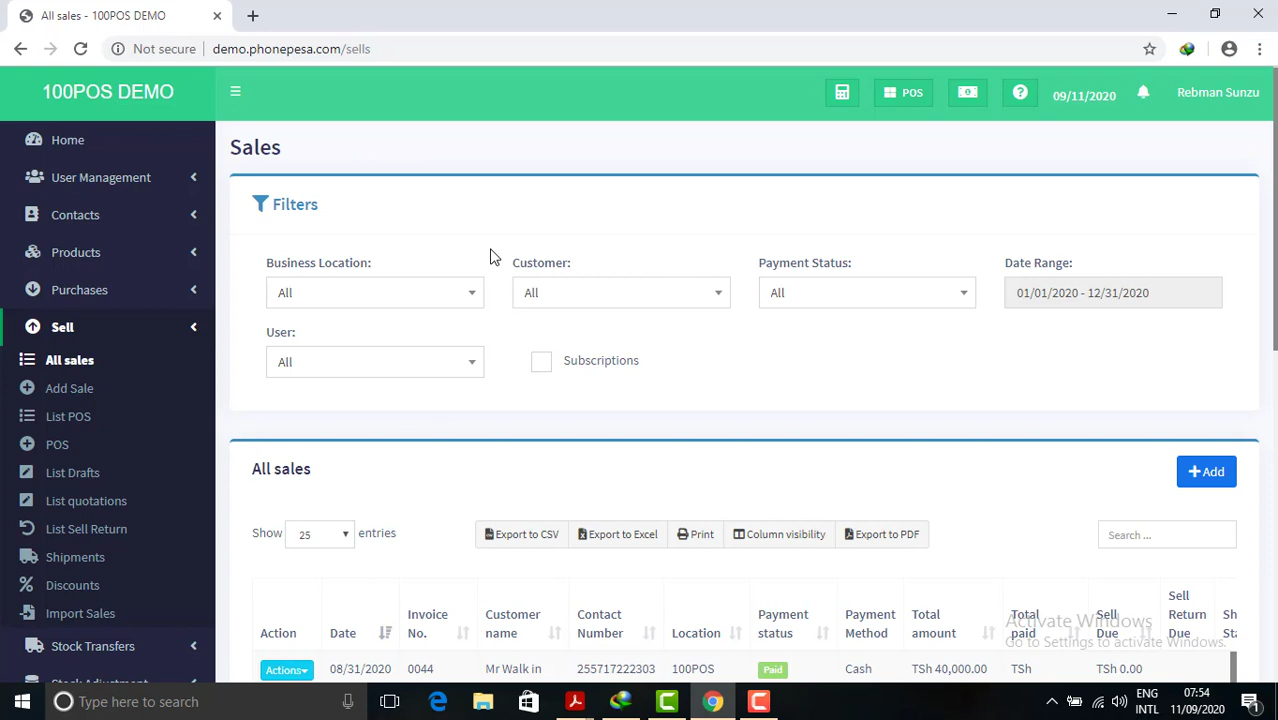 All sales - 100POS DEMO
Not secure
demo.phonepesa.com/sells
100POS DEMO
POS
09/11/2020
Rebman Sunzu
Home
User Management
Contacts
Products
Purchases
Sell
All sales
Add Sale
List POS
POS
List Drafts
List quotations
List Sell Return
Shipments
Discounts
Import Sales
Stock Transfers
Stock Adjustment
Sales
Filters
Business Location:
Customer:
Payment Status:
Date Range:
All
All
All
01/01/2020 - 12/31/2020
User:
All
Subscriptions
All sales
Add
Show 25 entries
Export to CSV
Export to Excel
Print
Column visibility
Export to PDF
Search ...
Action
Date
Invoice No.
Customer name
Contact Number
Location
Payment status
Payment Method
Total amount
Total paid
Sell Due
Sell Return Due
Actions
08/31/2020
0044
Mr Walk in
255717222303
100POS
Paid
Cash
TSh 40,000.00
TSh
TSh 0.00
Activate Windows
Go to Settings to activate Windows.
Type here to search
ENG
INTL
07:54
11/09/2020
1